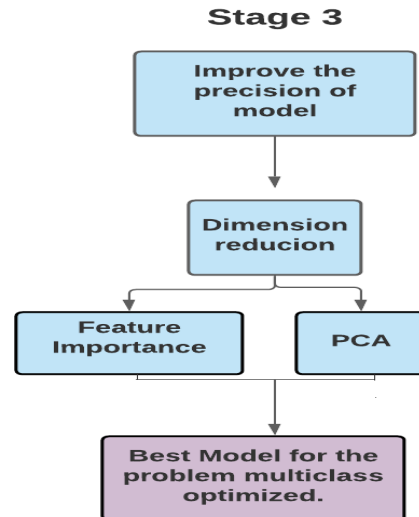 Stage 3
Improve the
precision of
model
Dimension
reducion
Feature
Importance
PCA
Best Model for the
problem multiclass
optimized.